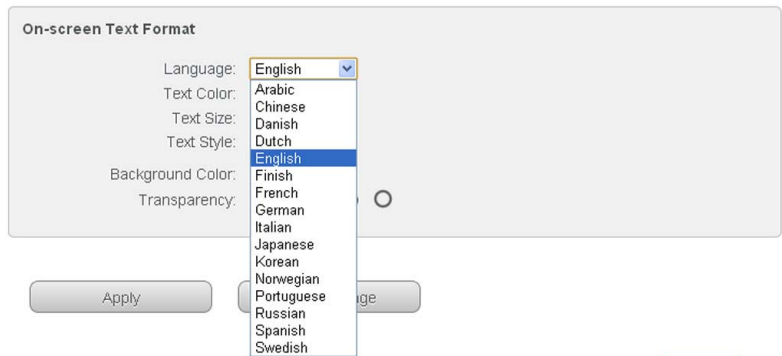 On-screen Text Format
Language: English
Text Color: Arabic
Chinese
Text Size: Danish
Text Style: Dutch
English
Background Color: Finish
Transparency: French
German
Italian
Japanese
Korean
Norwegian
Apply Portuguese
Russian
Spanish
Swedish